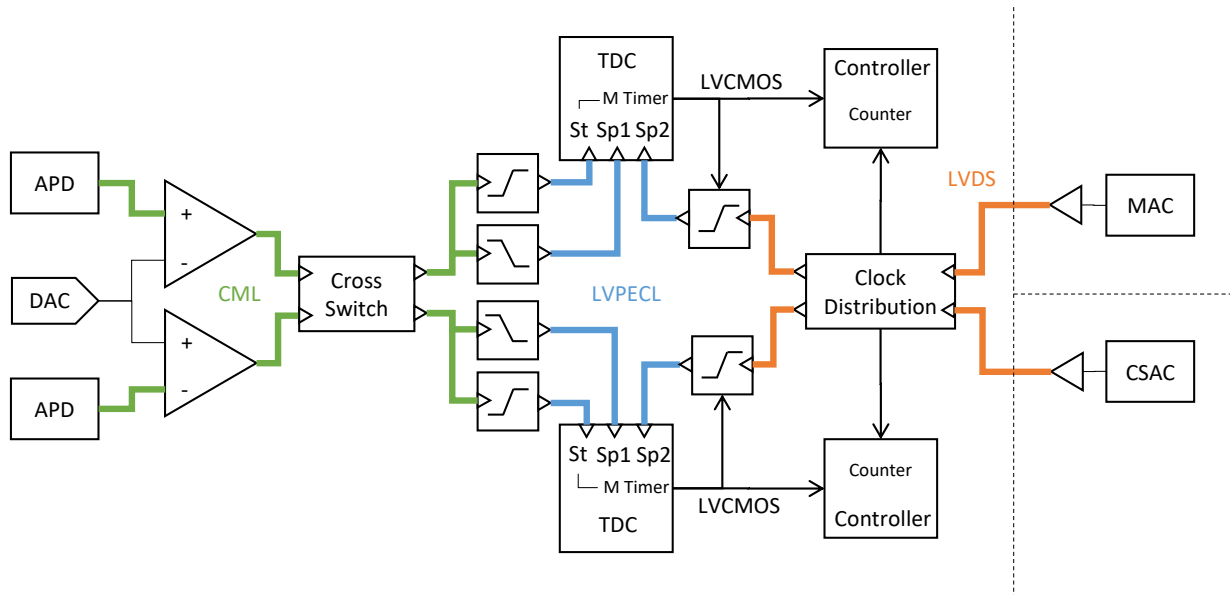 TDC
M Timer
St Sp1 Sp2
LVCMOS
Controller
Counter
APD
+
-
LVDS
MAC
DAC
CML
Cross
Switch
LVPECL
Clock
Distribution
+
-
APD
CSAC
St Sp1 Sp2
M Timer
TDC
LVCMOS
Counter
Controller